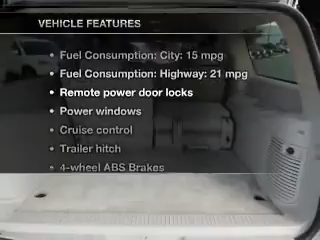 VEHICLE FEATURES
• Fuel Consumption: City: 15 mpg
• Fuel Consumption: Highway: 21 mpg
• Remote power door locks
• Power windows
• Cruise control
• Trailer hitch
• 4-wheel ABS Brakes